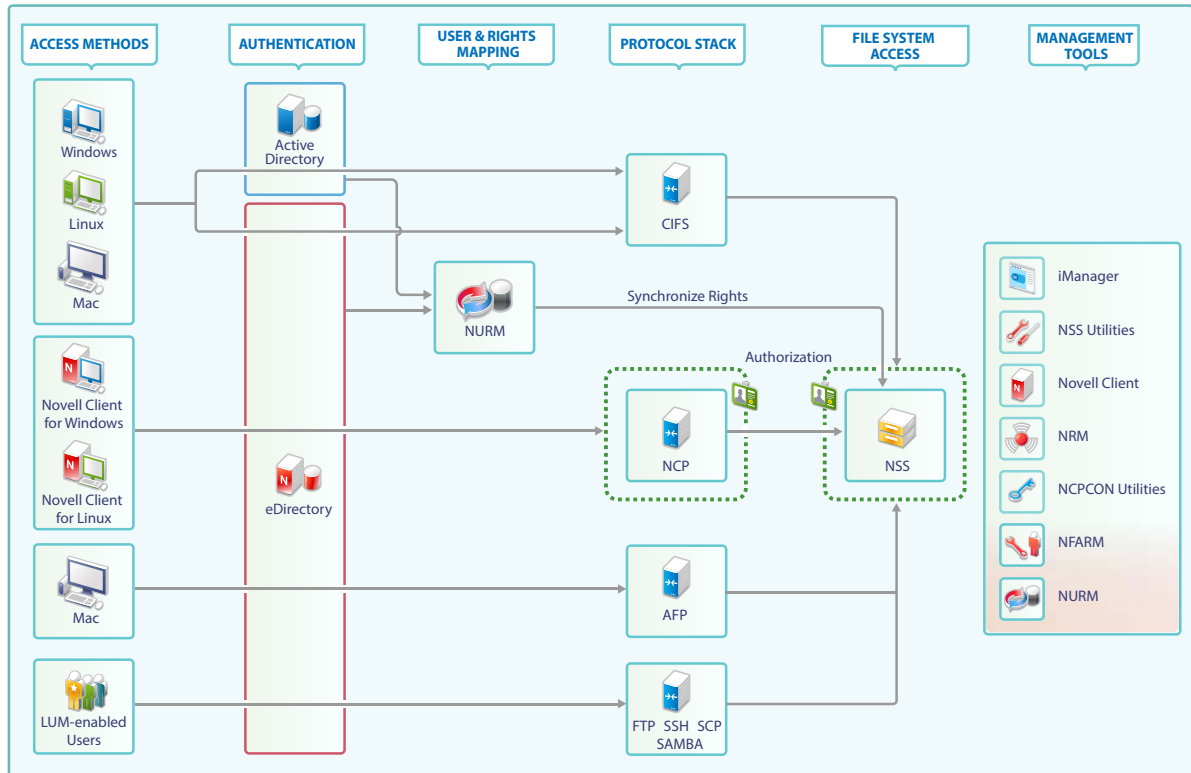 ACCESS METHODS
AUTHENTICATION
USER & RIGHTS
MAPPING
PROTOCOL STACK
FILE SYSTEM
ACCESS
MANAGEMENT
TOOLS
Windows
Linux
Mac
Active
Directory
CIFS
NURM
Synchronize Rights
Novell Client
for Windows
Novell Client
for Linux
eDirectory
Authorization
NCP
NSS
Mac
AFP
LUM-enabled
Users
FTP SSH SCP
SAMBA
iManager
NSS Utilities
Novell Client
NRM
NCPCON Utilities
NFARM
NURM